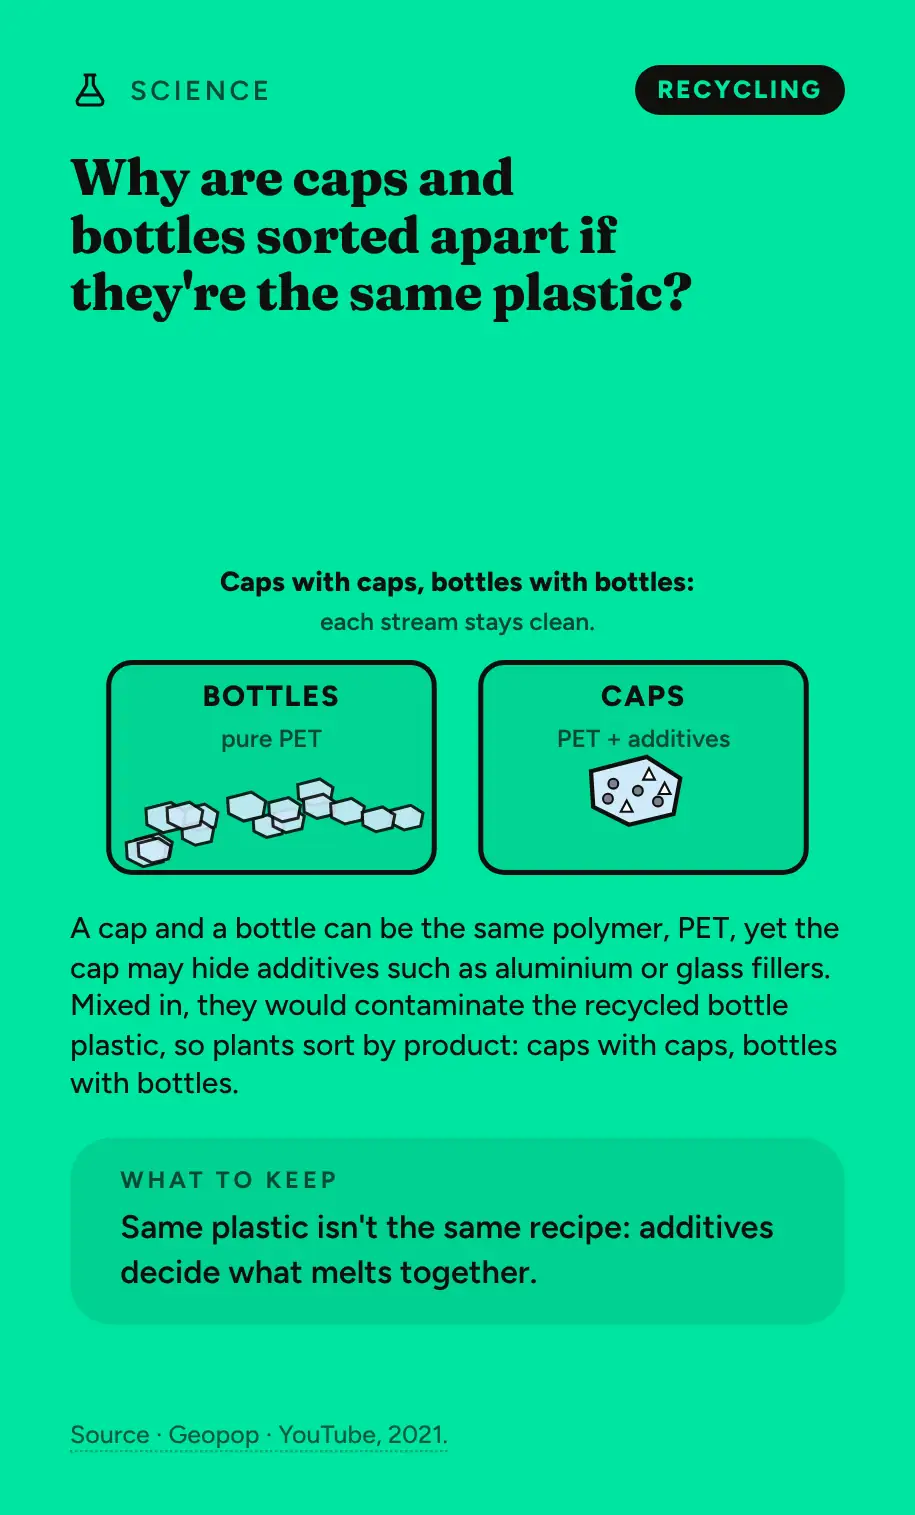 SCIENCE
RECYCLING
Why are caps and
bottles sorted apart if
they're the same plastic?
Caps with caps, bottles with bottles:
each stream stays clean.
BOTTLES
pure PET
CAPS
PET + additives
A cap and a bottle can be the same polymer, PET, yet the
cap may hide additives such as aluminium or glass fillers.
Mixed in, they would contaminate the recycled bottle
plastic, so plants sort by product: caps with caps, bottles
with bottles.
WHAT TO KEEP
Same plastic isn't the same recipe: additives
decide what melts together.
Source · Geopop · YouTube, 2021.